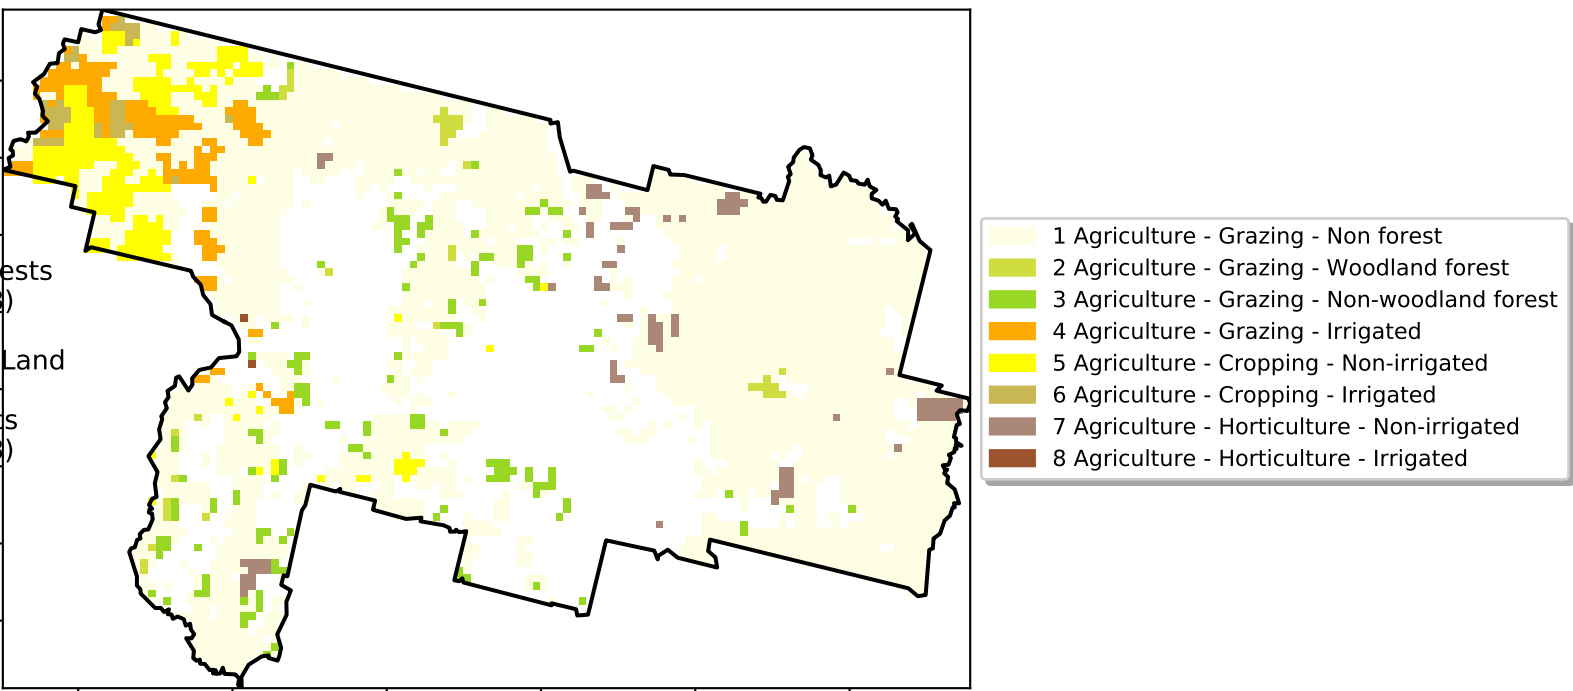 ests
)
Land
s
)
1 Agriculture - Grazing - Non forest
2 Agriculture - Grazing - Woodland forest
3 Agriculture - Grazing - Non-woodland forest
4 Agriculture - Grazing - Irrigated
5 Agriculture - Cropping - Non-irrigated
6 Agriculture - Cropping - Irrigated
7 Agriculture - Horticulture - Non-irrigated
8 Agriculture - Horticulture - Irrigated